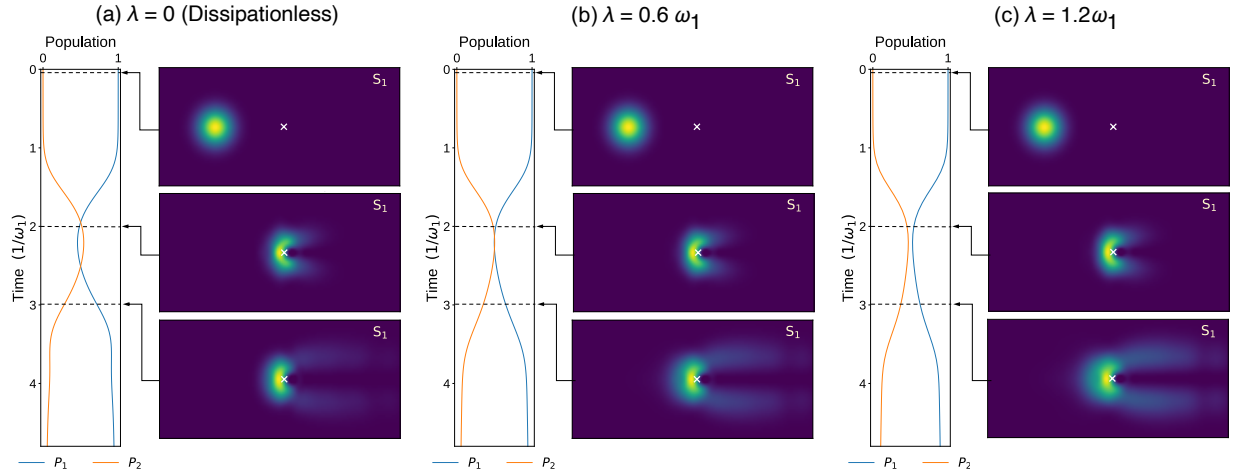 (a) λ = 0 (Dissipationless)
Population
0 1
0
1
2
3
4
Time (1/ω₁)
S₁
S₁
S₁
P₁ P₂
(b) λ = 0.6 ω₁
Population
0 1
0
1
2
3
4
Time (1/ω₁)
S₁
S₁
S₁
P₁ P₂
(c) λ = 1.2ω₁
Population
0 1
0
1
2
3
4
Time (1/ω₁)
S₁
S₁
S₁
P₁ P₂